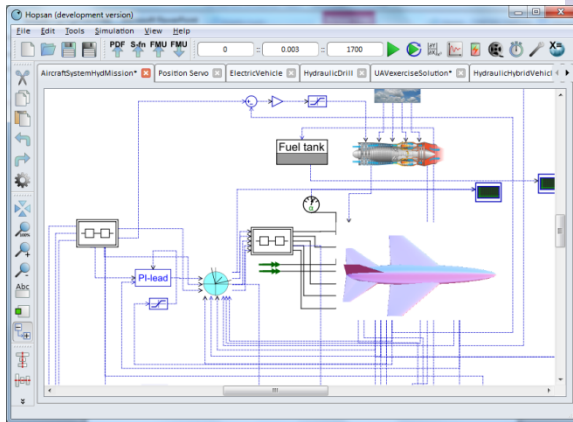 Hopsan (development version)
File Edit Tools Simulation View Help
PDF S-fn FMU FMU 0 : 0.003 : 1700 X=
AircraftSystemHydMission* Position Servo ElectricVehicle* HydraulicDrill* UAVexerciseSolution* HydraulicHybridVehicl
Fuel tank
PI-lead
100%
Abc